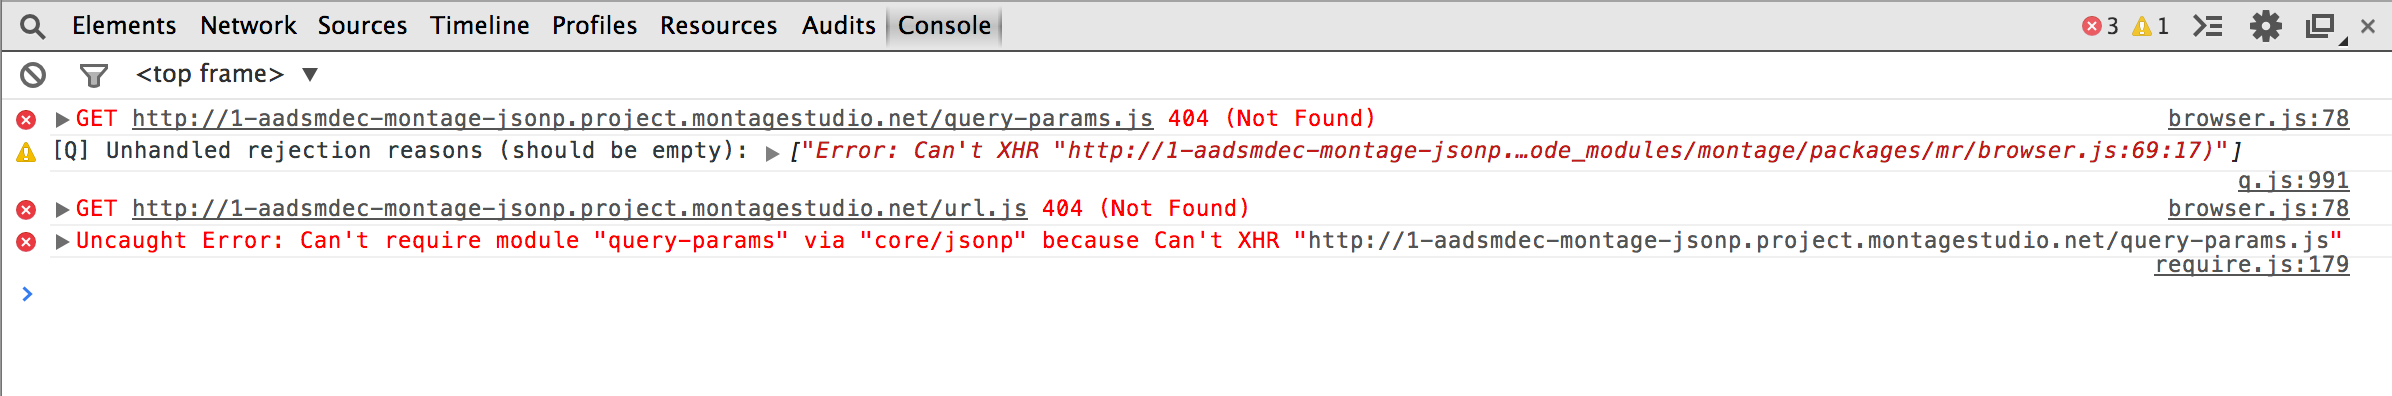 Elements Network Sources Timeline Profiles Resources Audits Console 3 1
<top frame>
GET http://1-aadsmdec-montage-jsonp.project.montagestudio.net/query-params.js 404 (Not Found) browser.js:78
[Q] Unhandled rejection reasons (should be empty): ["Error: Can't XHR "http://1-aadsmdec-montage-jsonp.…ode_modules/montage/packages/mr/browser.js:69:17)"]
q.js:991
GET http://1-aadsmdec-montage-jsonp.project.montagestudio.net/url.js 404 (Not Found) browser.js:78
Uncaught Error: Can't require module "query-params" via "core/jsonp" because Can't XHR "http://1-aadsmdec-montage-jsonp.project.montagestudio.net/query-params.js"
require.js:179